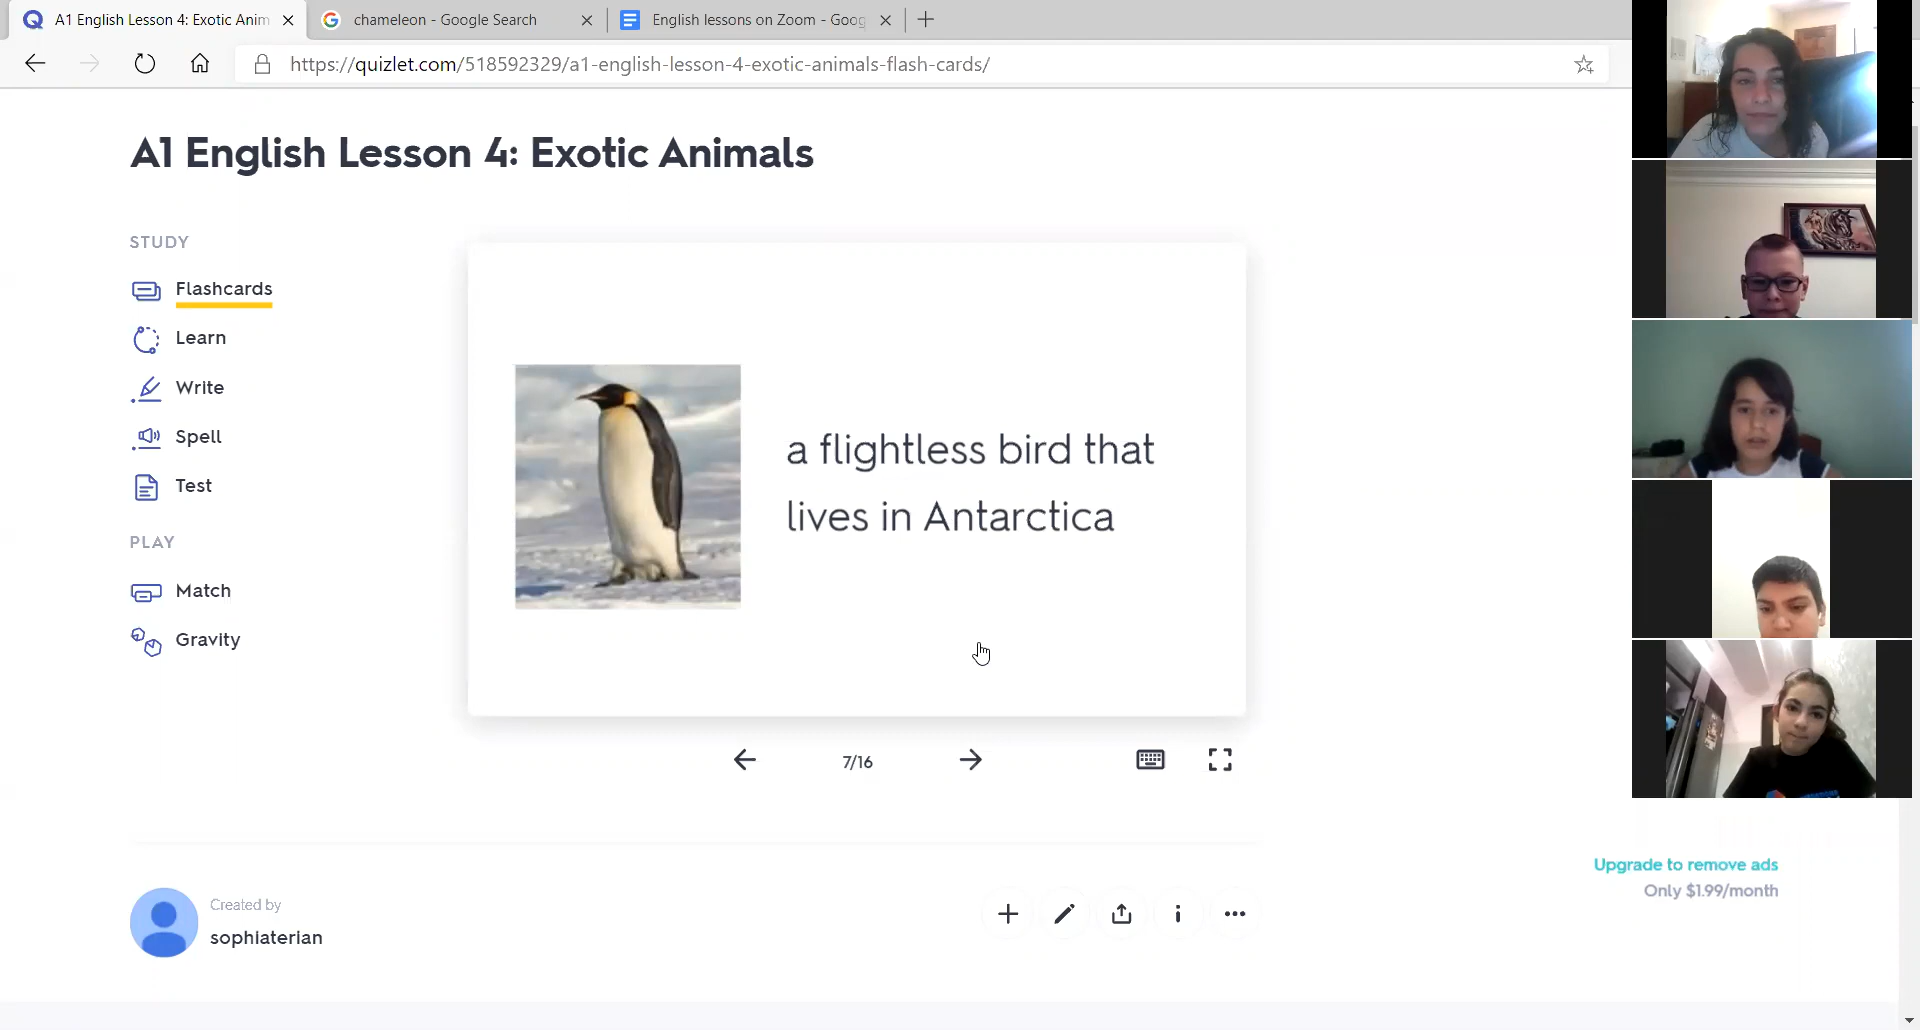 A1 English Lesson 4: Exotic Anim
chameleon - Google Search
English lessons on Zoom - Goog
https://quizlet.com/518592329/a1-english-lesson-4-exotic-animals-flash-cards/
A1 English Lesson 4: Exotic Animals
STUDY
Flashcards
Learn
Write
Spell
Test
PLAY
Match
Gravity
a flightless bird that
lives in Antarctica
7/16
Upgrade to remove ads
Only $1.99/month
Created by
sophiaterian